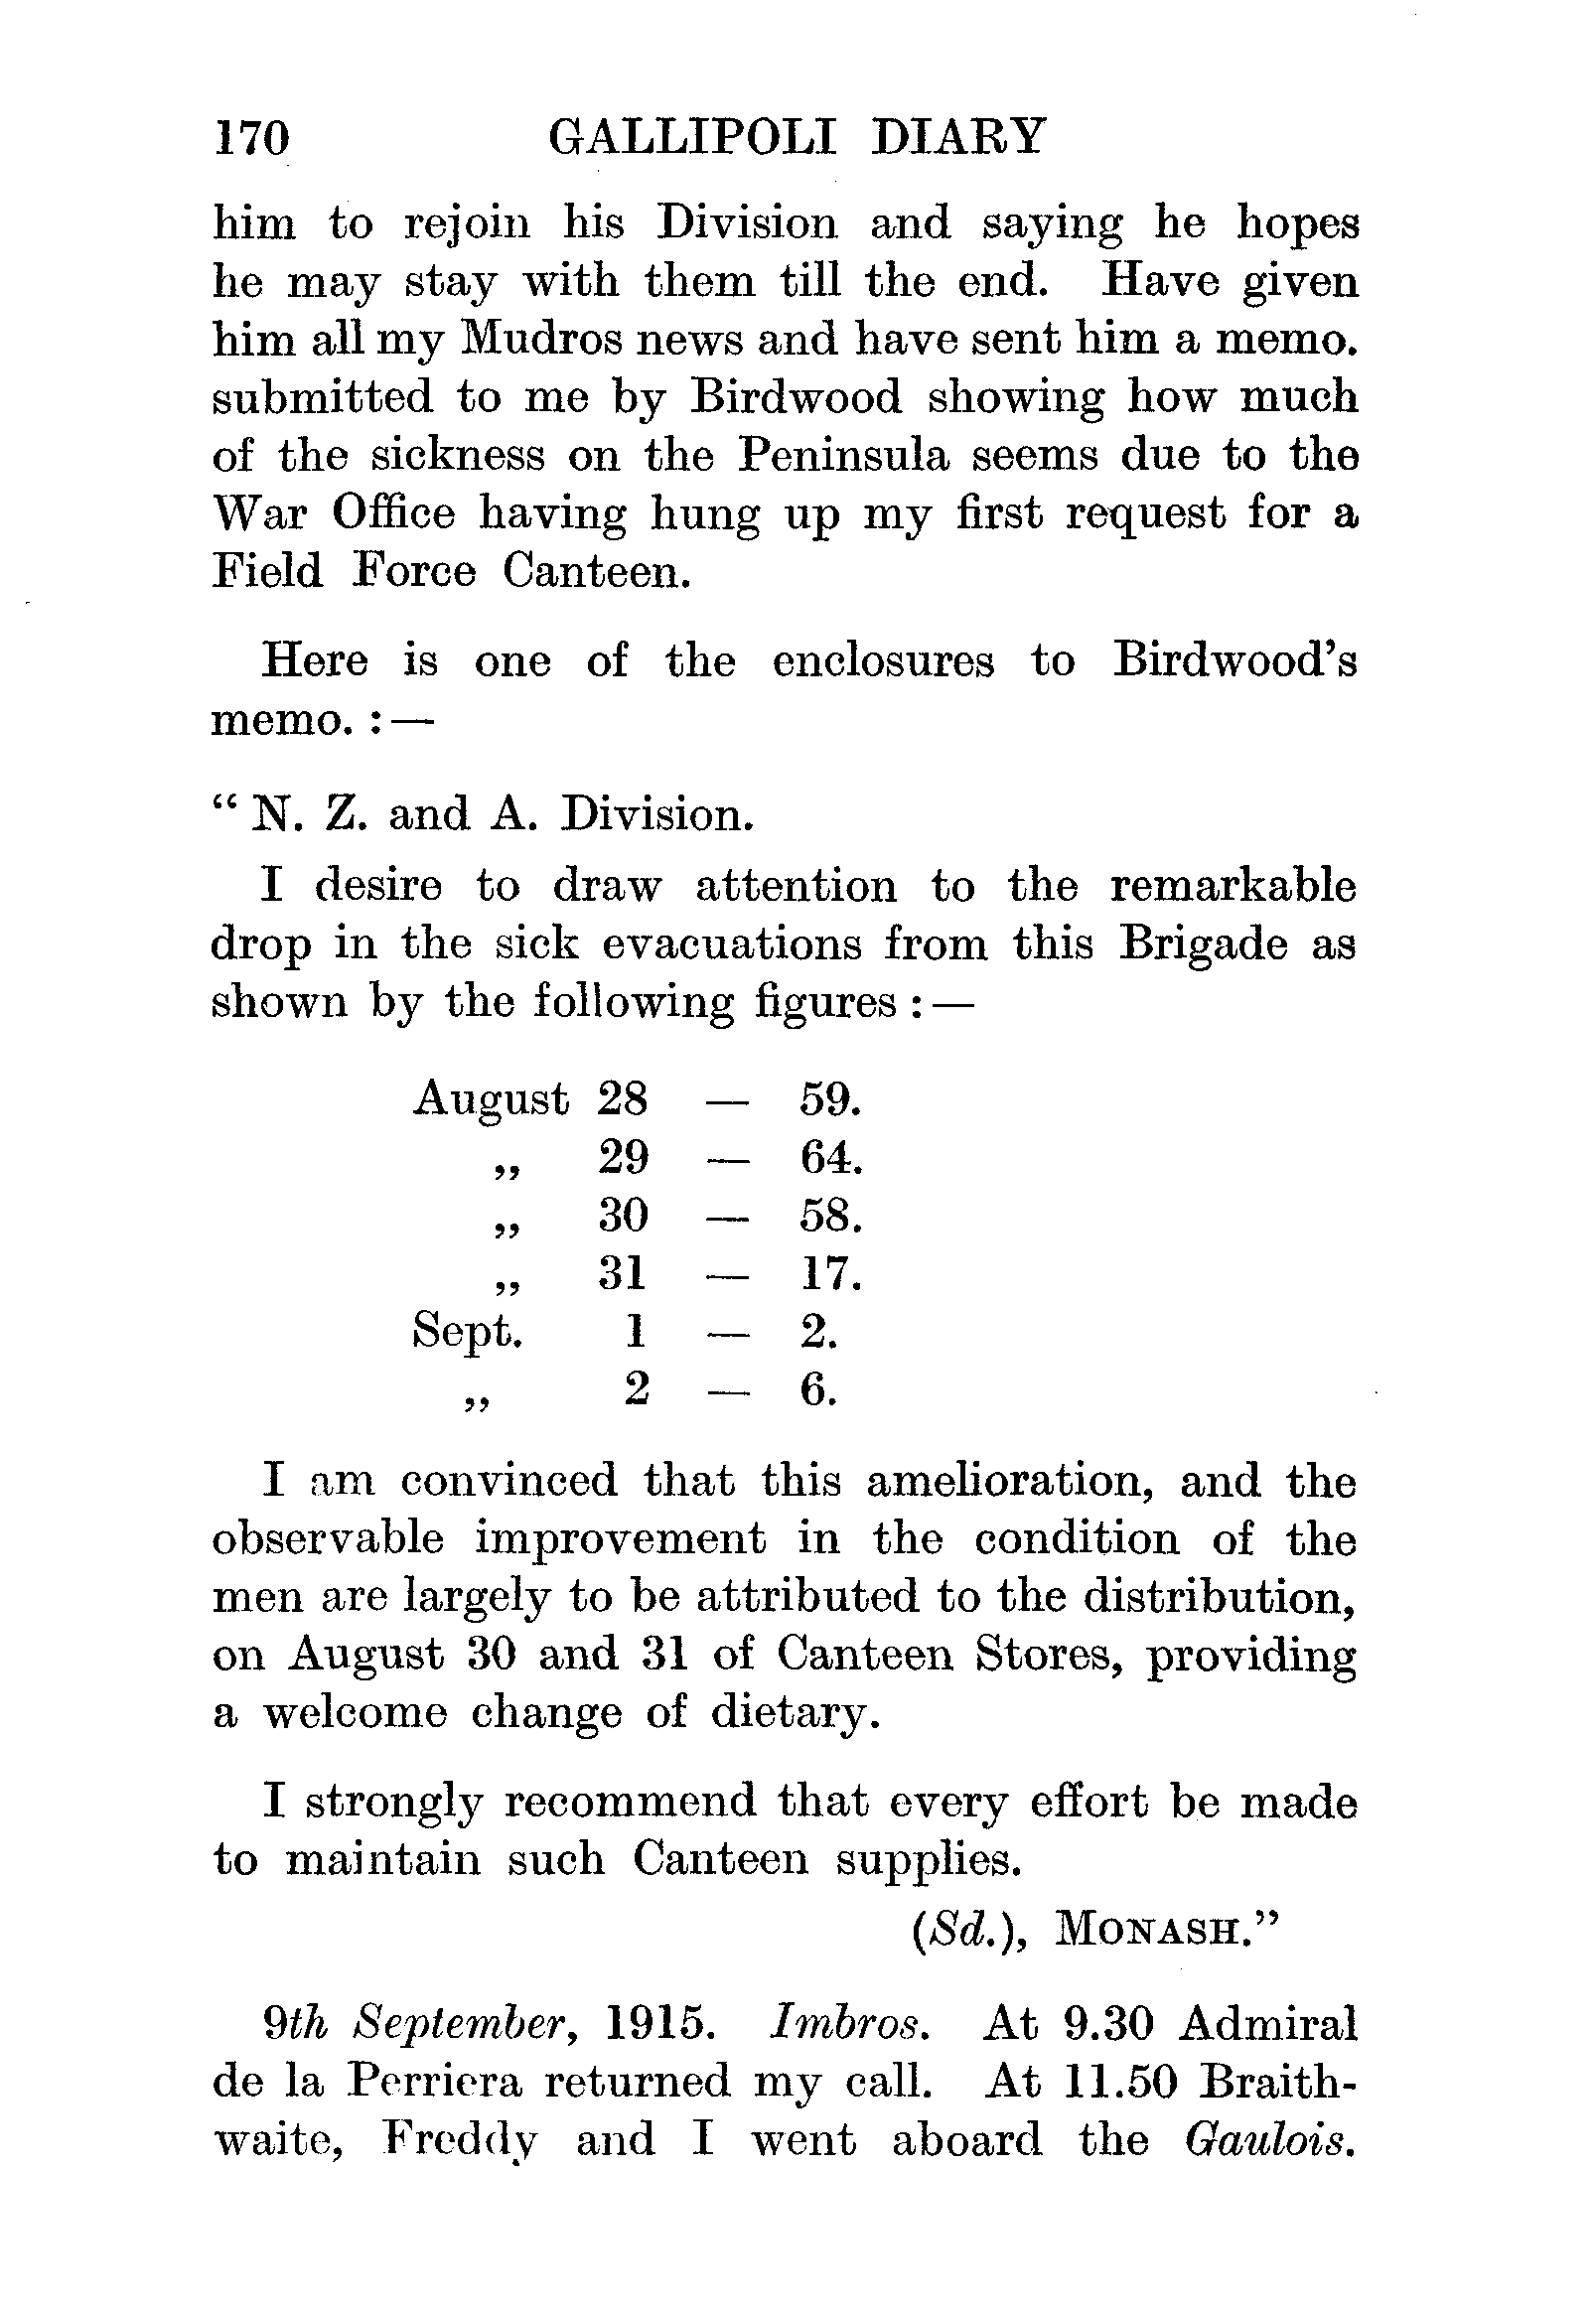 170 GALLIPOLI DIARY
him to rejoin his Division and saying he hopes
he may stay with them till the end. Have given
him all my Mudros news and have sent him a memo.
submitted to me by Birdwood showing how much
of the sickness on the Peninsula seems due to the
War Office having hung up my first request for a
Field Force Canteen.
Here is one of the enclosures to Birdwood's
memo. :—
“ N. Z. and A. Division.
I desire to draw attention to the remarkable
drop in the sick evacuations from this Brigade as
shown by the following figures :—
August 28 — 59.
„ 29 — 64.
„ 30 — 58.
„ 31 — 17.
Sept. 1 — 2.
„ 2 — 6.
I am convinced that this amelioration, and the
observable improvement in the condition of the
men are largely to be attributed to the distribution,
on August 30 and 31 of Canteen Stores, providing
a welcome change of dietary.
I strongly recommend that every effort be made
to maintain such Canteen supplies.
(Sd.), MONASH.”
9th September, 1915. Imbros. At 9.30 Admiral
de la Perriera returned my call. At 11.50 Braith-
waite, Freddy and I went aboard the Gaulois.